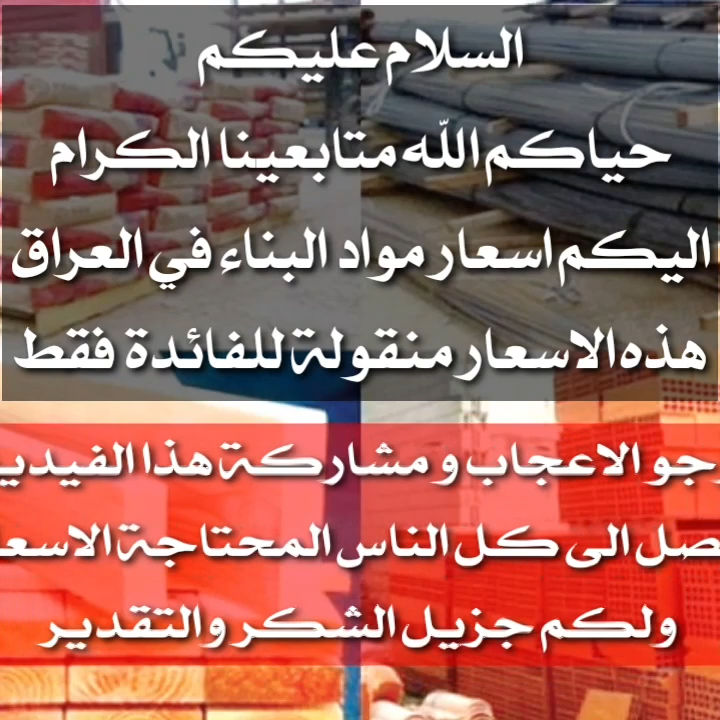 السلام عليكم
حياكم الله متابعينا الكرام
اليكم اسعار مواد البناء في العراق
هذه الاسعار منقولة للفائدة فقط
الاعجاب و مشاركة هذا
الى كل الناس المحتاجة
ولكم جزيل الشكر والتقدير